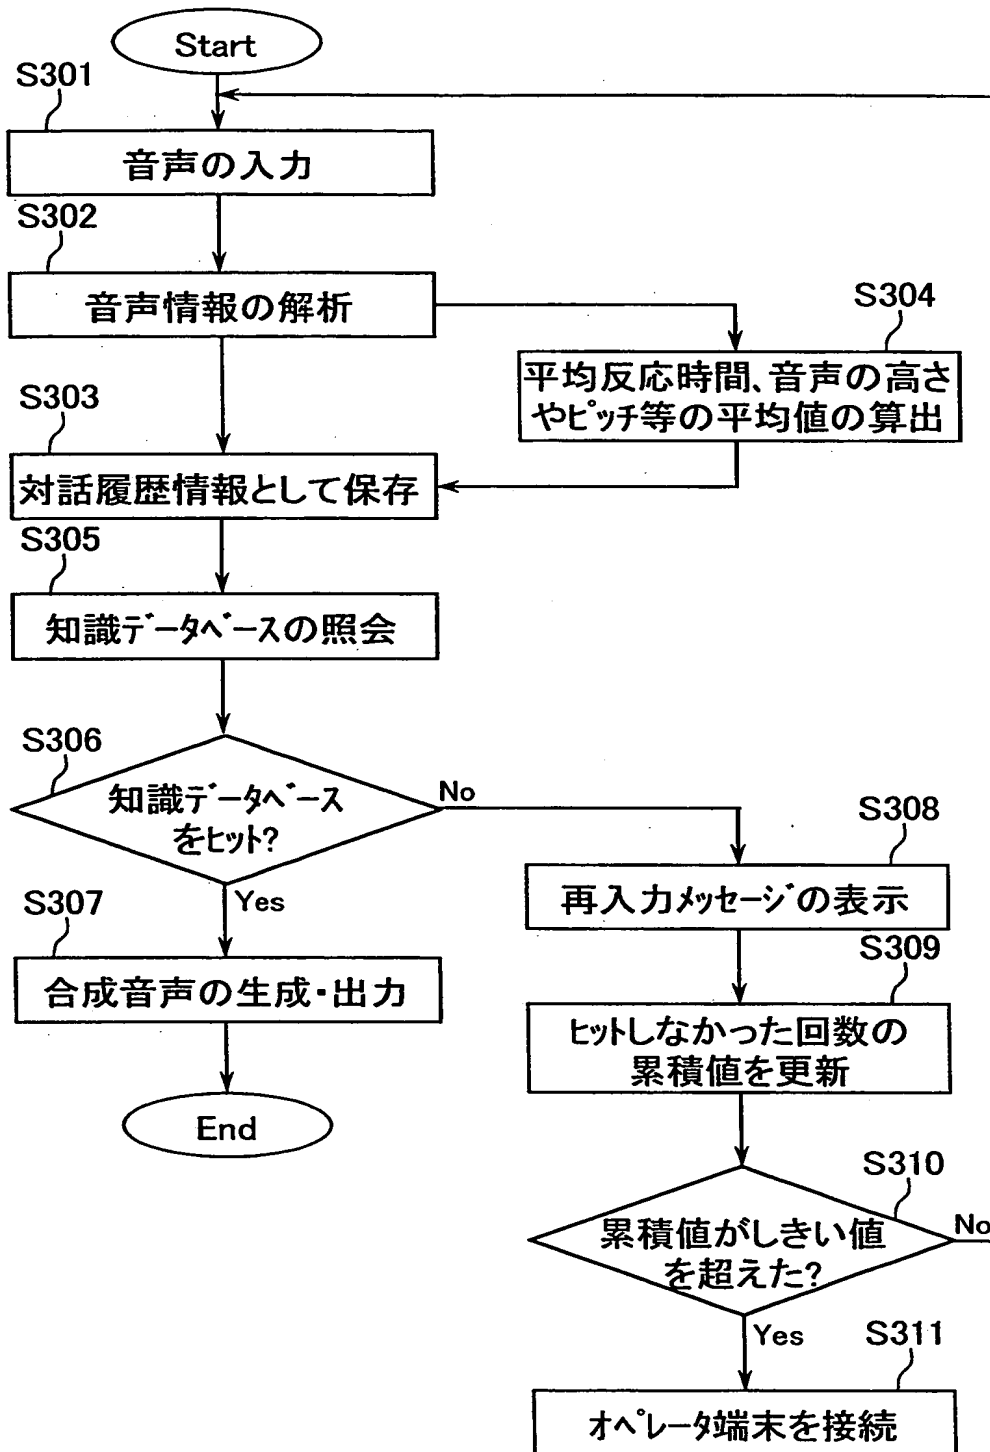 Start
S301
音声の入力
S302
音声情報の解析
S304
平均反応時間、音声の高さ
やピッチ等の平均値の算出
S303
対話履歴情報として保存
S305
知識データベースの照会
S306
知識データベース
をヒット?
No
Yes
S307
合成音声の生成・出力
End
S308
再入力メッセージの表示
S309
ヒットしなかった回数の
累積値を更新
S310
累積値がしきい値
を超えた?
No
Yes
S311
オペレータ端末を接続